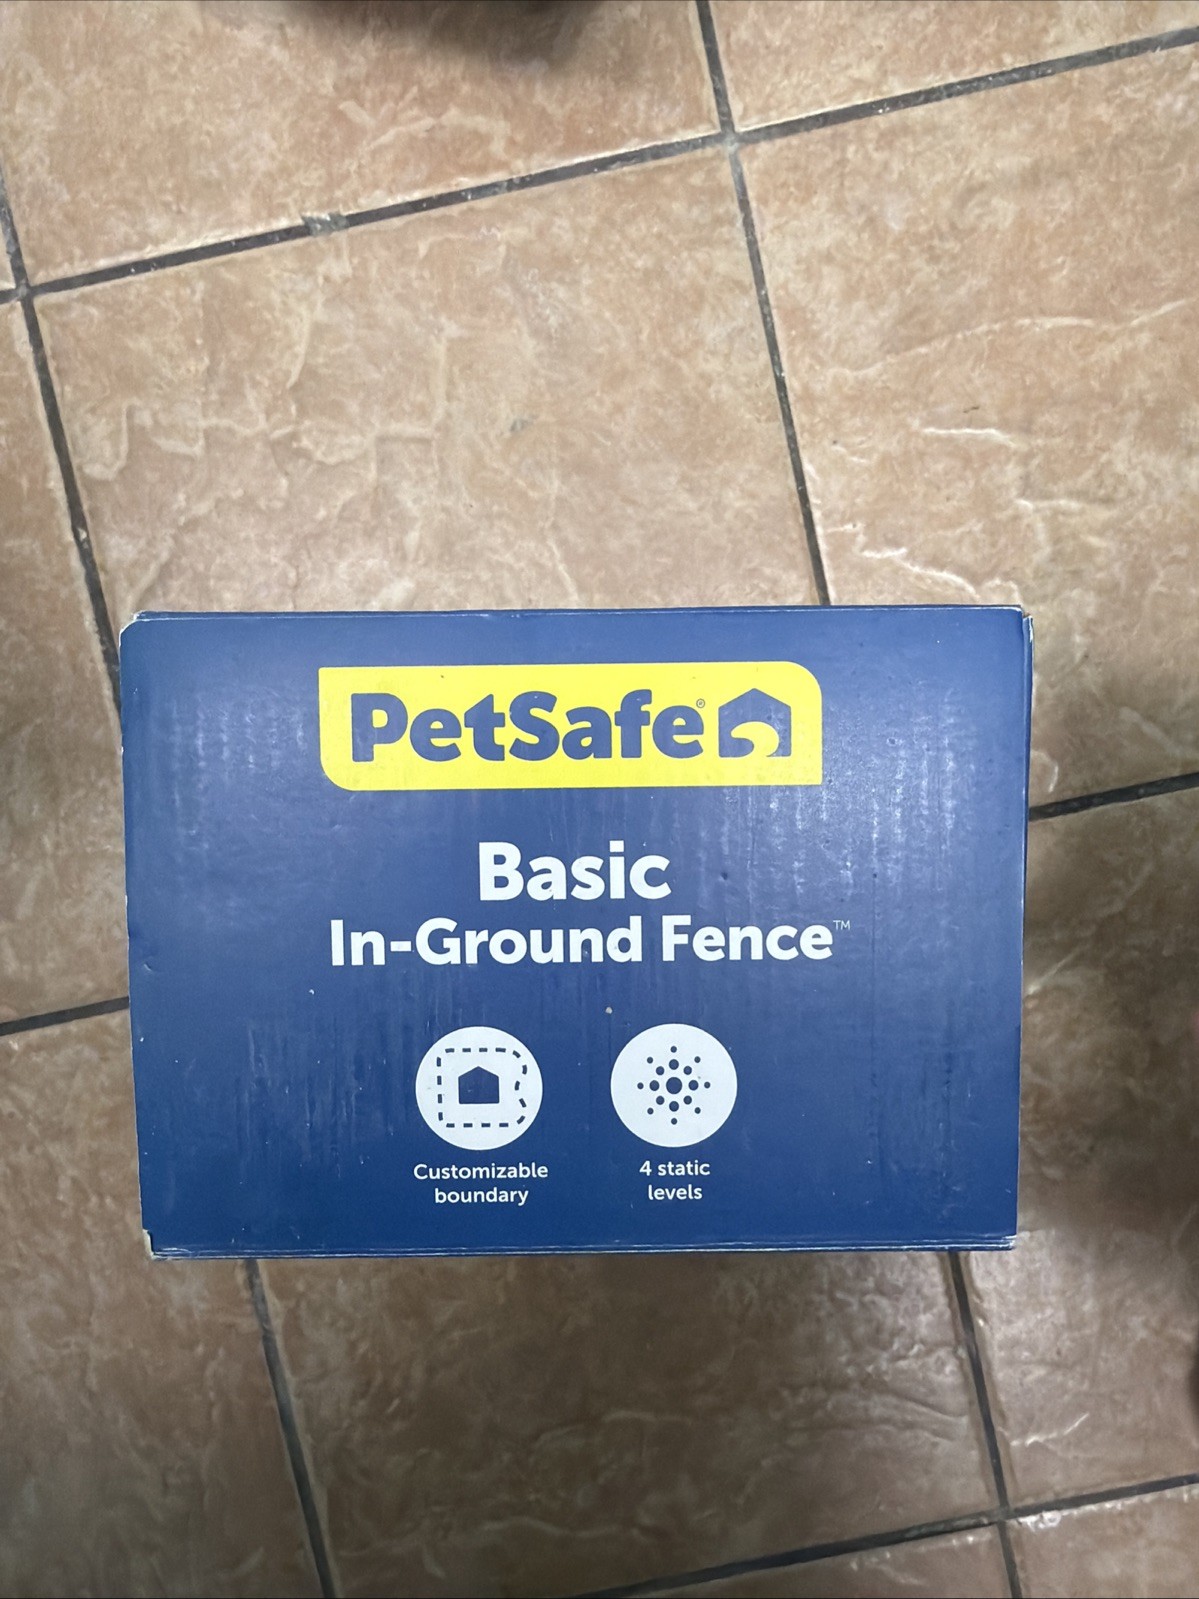 PetSafe®
Basic
In-Ground Fence™
Customizable
boundary
4 static
levels